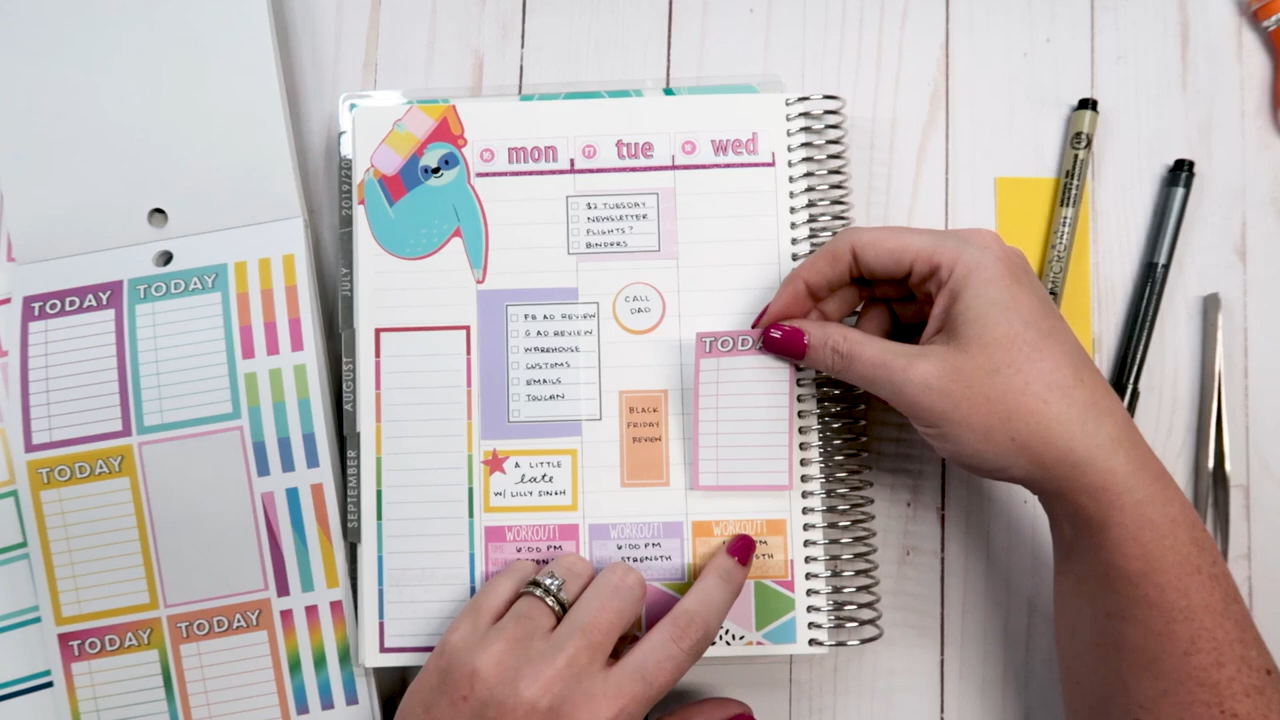 TODAY
TODAY
TODAY
TODAY
TODAY
2019/20
JULY
AUGUST
SEPTEMBER
16 mon
17 tue
18 wed
$2 TUESDAY
NEWSLETTER
FLIGHTS?
BINDERS
FB AD REVIEW
G AD REVIEW
WAREHOUSE
CUSTOMS
EMAILS
TOUCAN
CALL
DAD
BLACK
FRIDAY
REVIEW
A LITTLE
late
W/ LILLY SINGH
TODA
WORKOUT!
6:00 PM
WORKOUT!
6:00 PM
STRENGTH
WORKOUT!
PM
MICRON